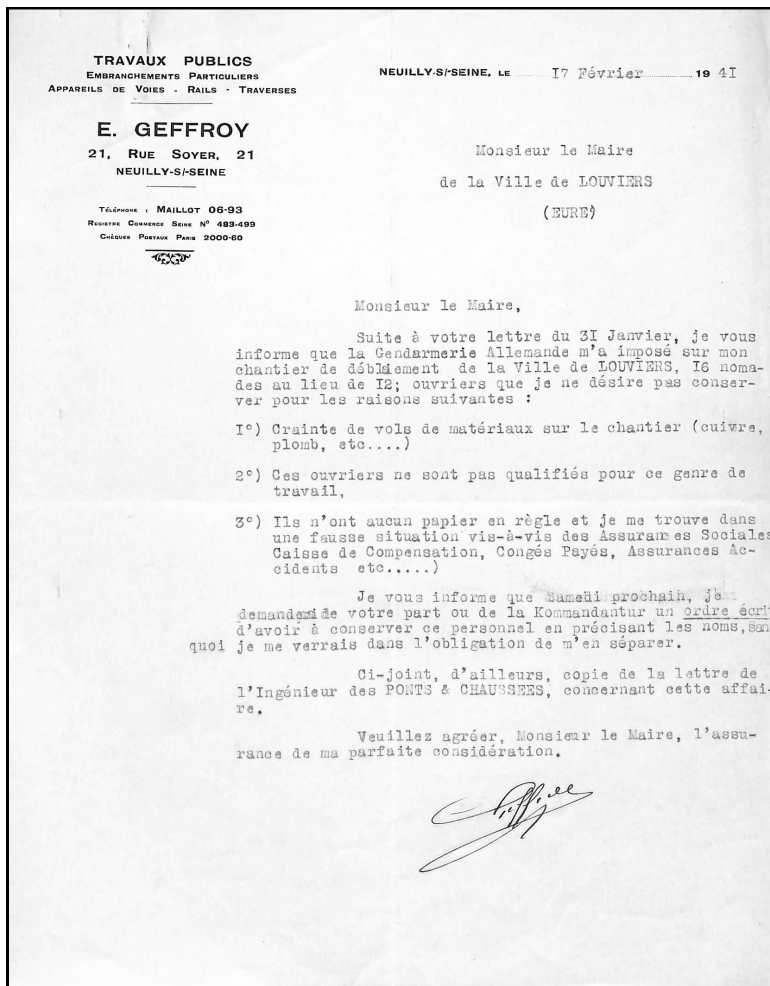 TRAVAUX PUBLICS
EMBRANCHEMENTS PARTICULIERS
APPAREILS DE VOIES - RAILS - TRAVERSES
E. GEFFROY
21, RUE SOYER, 21
NEUILLY-S/-SEINE
TÉLÉPHONE : MAILLOT 06-93
REGISTRE COMMERCE SEINE N° 483-499
CHÈQUES POSTAUX PARIS 2000-60
NEUILLY-S/-SEINE, LE 17 Février 19 41
Monsieur le Maire
de la Ville de LOUVIERS
(EURE)
Monsieur le Maire,
Suite à votre lettre du 3I Janvier, je vous
informe que la Gendarmerie Allemande m'a imposé sur mon
chantier de déblaiement de la Ville de LOUVIERS, I6 noma-
des au lieu de I2; ouvriers que je ne désire pas conser-
ver pour les raisons suivantes :
I°) Crainte de vols de matériaux sur le chantier (cuivre,
plomb, etc....)
2°) Ces ouvriers ne sont pas qualifiés pour ce genre de
travail,
3°) Ils n'ont aucun papier en règle et je me trouve dans
une fausse situation vis-à-vis des Assurances Sociales
Caisse de Compensation, Congés Payés, Assurances Ac-
cidents etc.....)
Je vous informe que Samedi prochain, je
de votre part ou de la Kommandantur un ordre écrit
d'avoir à conserver ce personnel en précisant les noms, san
quoi je me verrais dans l'obligation de m'en séparer.
Ci-joint, d'ailleurs, copie de la lettre de
l'Ingénieur des PONTS & CHAUSSEES, concernant cette affai-
re.
Veuillez agréer, Monsieur le Maire, l'assu-
rance de ma parfaite considération.